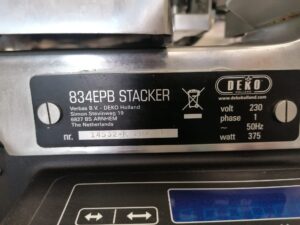 834EPB STACKER
Verbas B.V. - DEKO Holland
Simon Stevinweg 19
6827 BS ARNHEM
The Netherlands
nr.
DEKO
www.dekoholland.com
volt 230
phase 1
~ 50Hz
watt 375